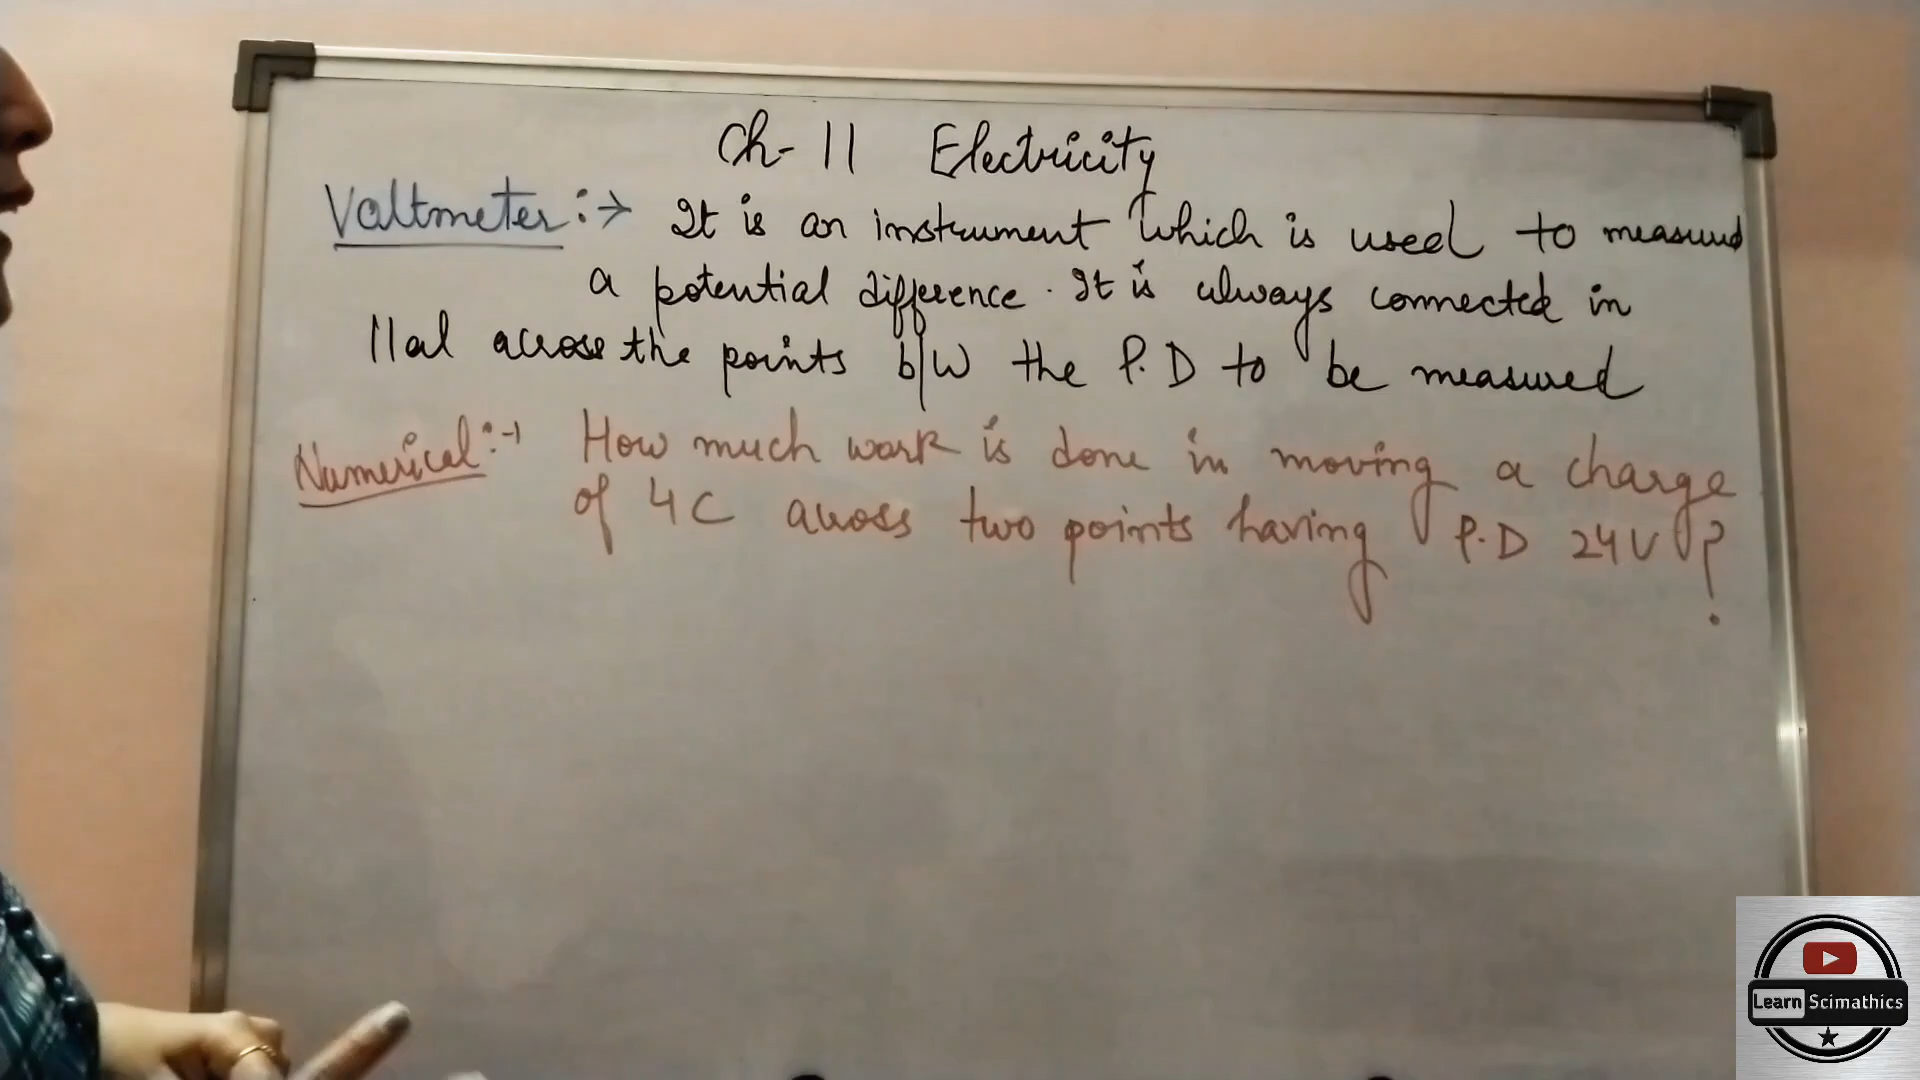 Ch- 11 Electricity
Voltmeter :→ It is an instrument which is used to measured
a potential difference. It is always connected in
||al across the points b/w the P.D to be measured
Numerical :-1 How much work is done in moving a charge
of 4C across two points having P.D 24V?
Learn Scimathics